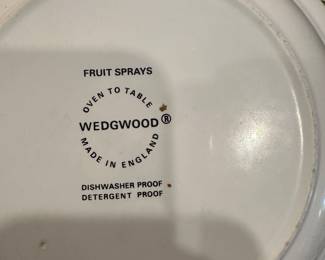 FRUIT SPRAYS
OVEN TO TABLE
WEDGWOOD®
MADE IN ENGLAND
DISHWASHER PROOF
DETERGENT PROOF